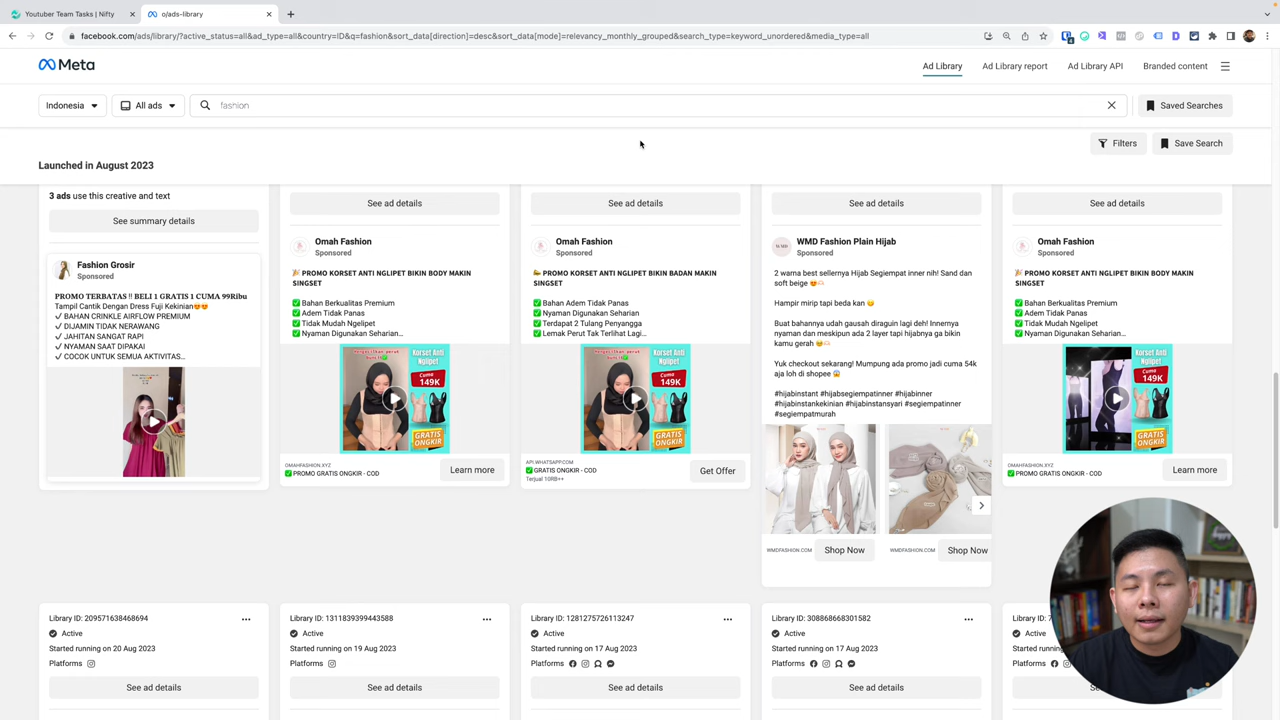 Youtuber Team Tasks | Nifty
o/ads-library
facebook.com/ads/library/?active_status=all&ad_type=all&country=ID&q=fashion&sort_data[direction]=desc&sort_data[mode]=relevancy_monthly_grouped&search_type=keyword_unordered&media_type=all
Meta
Ad Library
Ad Library report
Ad Library API
Branded content
Indonesia
All ads
fashion
Saved Searches
Filters
Save Search
Launched in August 2023
3 ads use this creative and text
See summary details
Fashion Grosir
Sponsored
PROMO TERBATAS !! BELI 1 GRATIS 1 CUMA 99Ribu
Tampil Cantik Dengan Dress Fuji Kekinian😍😍
✓ BAHAN CRINKLE AIRFLOW PREMIUM
✓ DIJAMIN TIDAK NERAWANG
✓ JAHITAN SANGAT RAPI
✓ NYAMAN SAAT DIPAKAI
✓ COCOK UNTUK SEMUA AKTIVITAS...
See ad details
Omah Fashion
Sponsored
🎉 PROMO KORSET ANTI NGLIPET BIKIN BODY MAKIN
SINGSET
✅ Bahan Berkualitas Premium
✅ Adem Tidak Panas
✅ Tidak Mudah Ngelipet
✅ Nyaman Digunakan Seharian...
Korset Anti
Nglipet
Cuma
149K
GRATIS
ONGKIR
OMAHFASHION.XYZ
✅ PROMO GRATIS ONGKIR - COD
Learn more
See ad details
Omah Fashion
Sponsored
PROMO KORSET ANTI NGLIPET BIKIN BADAN MAKIN
SINGSET
✅ Bahan Adem Tidak Panas
✅ Nyaman Digunakan Seharian
✅ Terdapat 2 Tulang Penyangga
✅ Lemak Perut Tak Terlihat Lagi...
Korset Anti
Nglipet
Cuma
149K
GRATIS
ONGKIR
API.WHATSAPP.COM
✅ GRATIS ONGKIR - COD
Terjual 10RB++
Get Offer
See ad details
WMD
WMD Fashion Plain Hijab
Sponsored
2 warna best sellernya Hijab Segiempat inner nih! Sand dan
soft beige
Hampir mirip tapi beda kan
Buat bahannya udah gausah diraguin lagi deh! Innernya
nyaman dan meskipun ada 2 layer tapi hijabnya ga bikin
kamu gerah
Yuk checkout sekarang! Mumpung ada promo jadi cuma 54k
aja loh di shopee 😱
#hijabinstant #hijabsegiempatinner #hijabinner
#hijabinstankekinian #hijabinstansyari #segiempatinner
#segiempatmurah
WMDFASHION.COM
Shop Now
WMDFASHION.COM
Shop Now
See ad details
Omah Fashion
Sponsored
🎉 PROMO KORSET ANTI NGLIPET BIKIN BODY MAKIN
SINGSET
✅ Bahan Berkualitas Premium
✅ Adem Tidak Panas
✅ Tidak Mudah Ngelipet
✅ Nyaman Digunakan Seharian...
Korset Anti
Nglipet
Cuma
149K
GRATIS
ONGKIR
OMAHFASHION.XYZ
✅ PROMO GRATIS ONGKIR - COD
Learn more
Library ID: 209571638468694
Active
Started running on 20 Aug 2023
Platforms
See ad details
Library ID: 1311839399443588
Active
Started running on 19 Aug 2023
Platforms
See ad details
Library ID: 1281275726113247
Active
Started running on 17 Aug 2023
Platforms
See ad details
Library ID: 308868668301582
Active
Started running on 17 Aug 2023
Platforms
See ad details
Library ID: 7
Active
Started running
Platforms